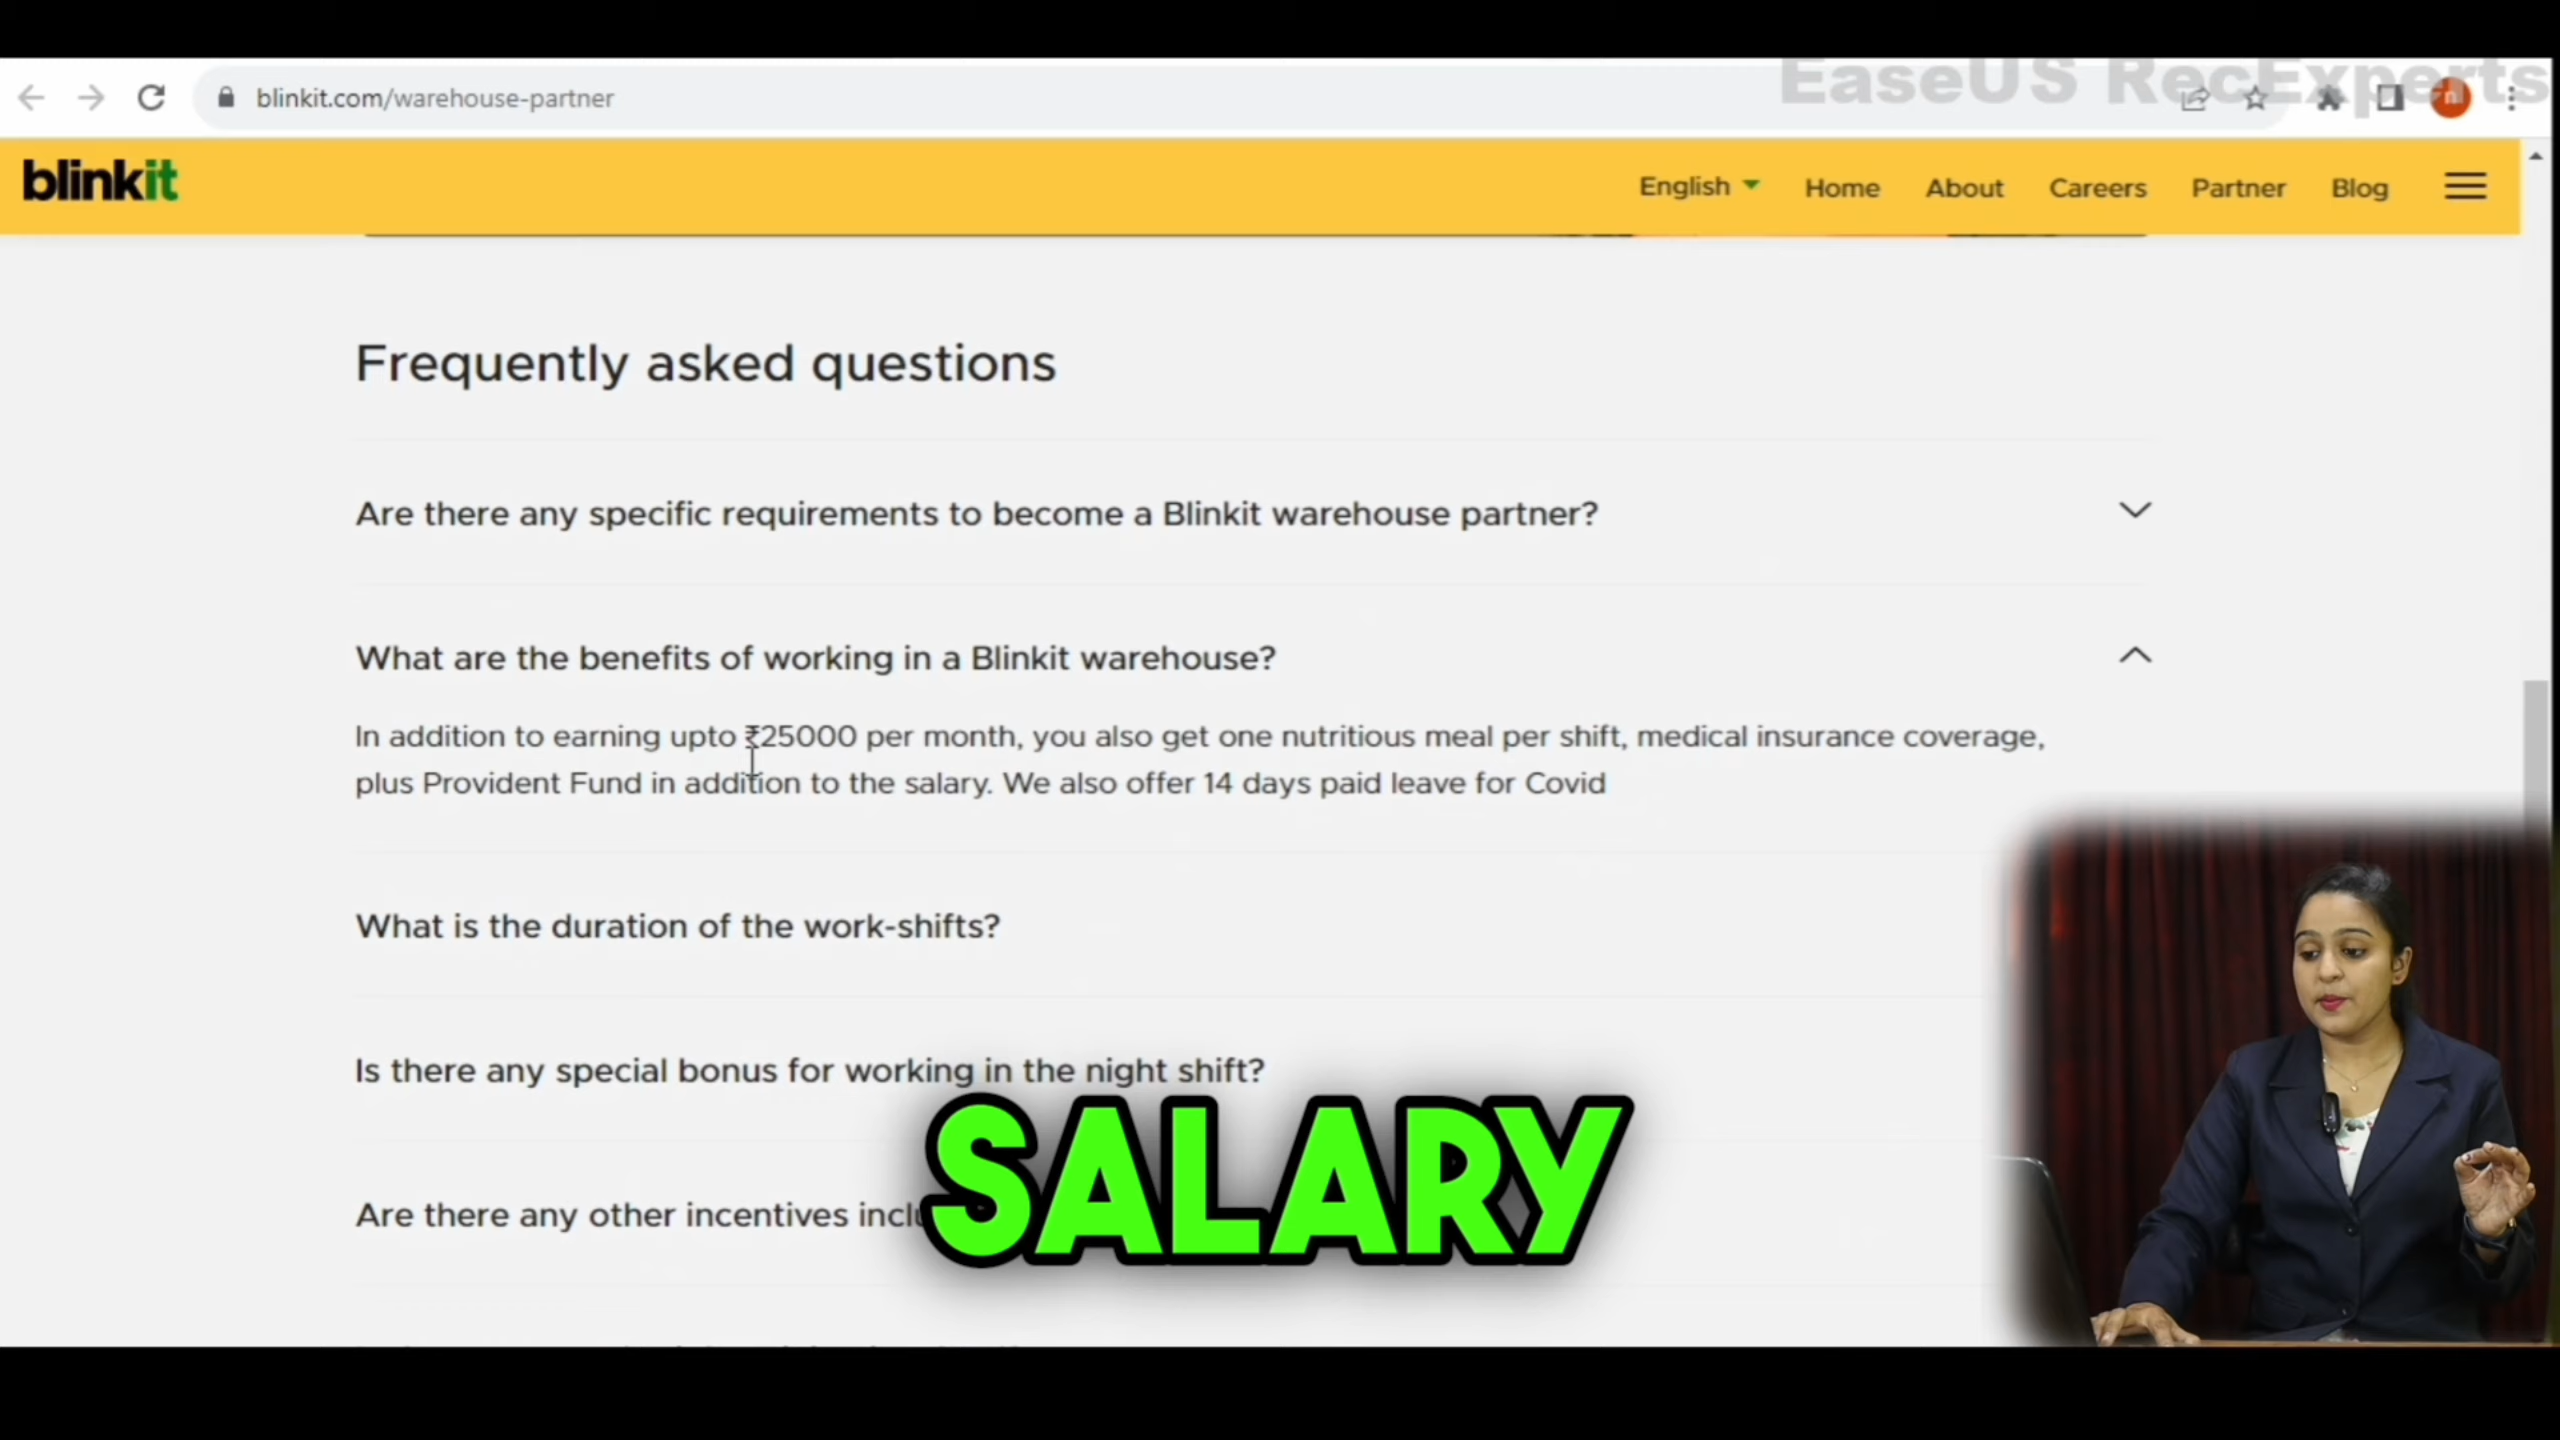 EaseUS RecExperts
blinkit.com/warehouse-partner
blinkit
English Home About Careers Partner Blog
Frequently asked questions
Are there any specific requirements to become a Blinkit warehouse partner?
What are the benefits of working in a Blinkit warehouse?
In addition to earning upto ₹25000 per month, you also get one nutritious meal per shift, medical insurance coverage,
plus Provident Fund in addition to the salary. We also offer 14 days paid leave for Covid
What is the duration of the work-shifts?
Is there any special bonus for working in the night shift?
Are there any other incentives incl
SALARY